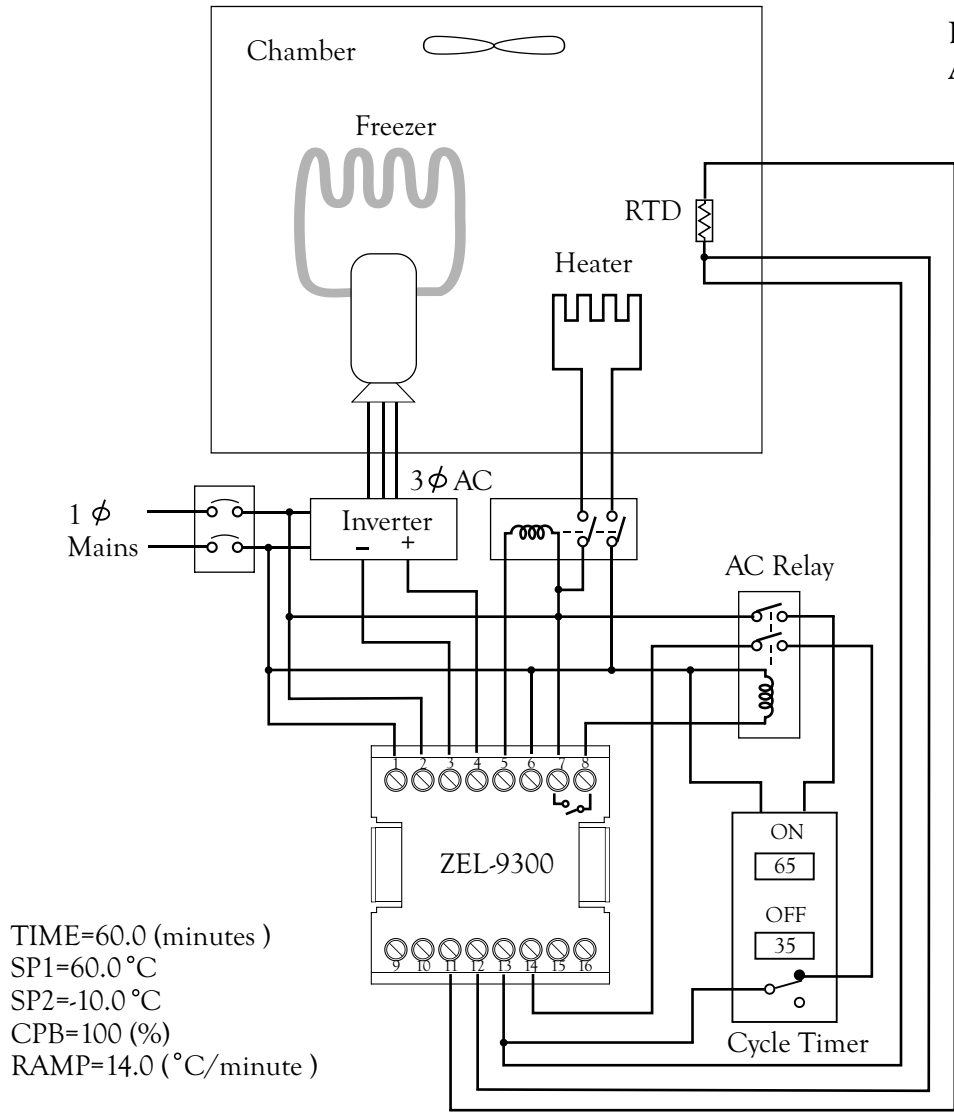 Chamber
Freezer
RTD
Heater
3 ϕ AC
1 ϕ
Mains
Inverter
– +
AC Relay
1 2 3 4 5 6 7 8
ZEL-9300
9 10 11 12 13 14 15 16
ON
65
OFF
35
Cycle Timer
TIME=60.0 (minutes )
SP1=60.0 °C
SP2=-10.0 °C
CPB=100 (%)
RAMP=14.0 ( °C/minute )